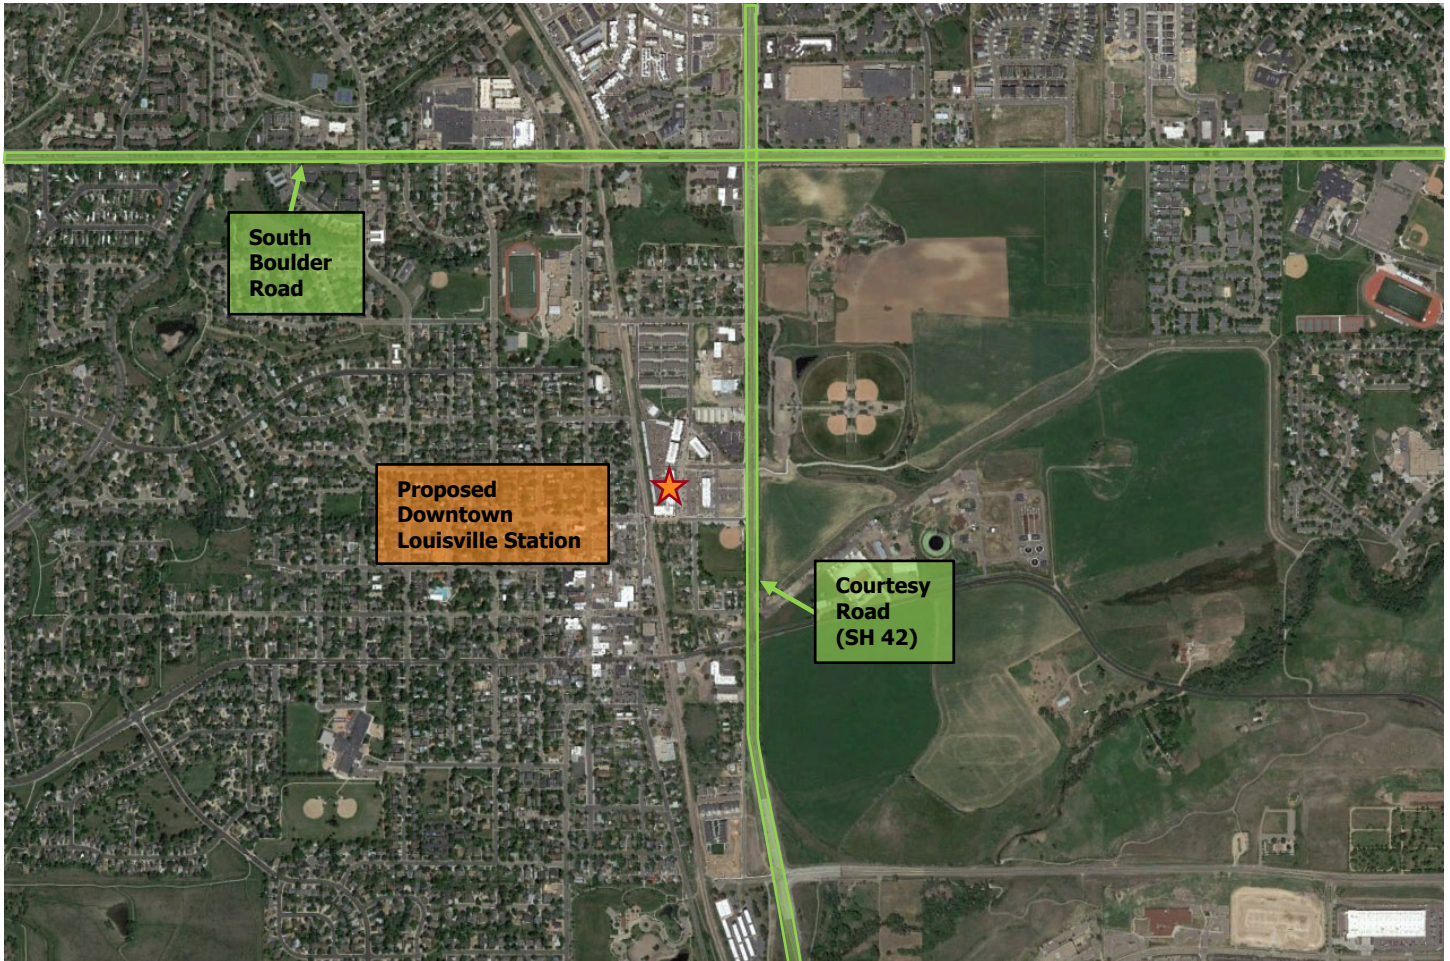 South
Boulder
Road
Proposed
Downtown
Louisville Station
Courtesy
Road
(SH 42)